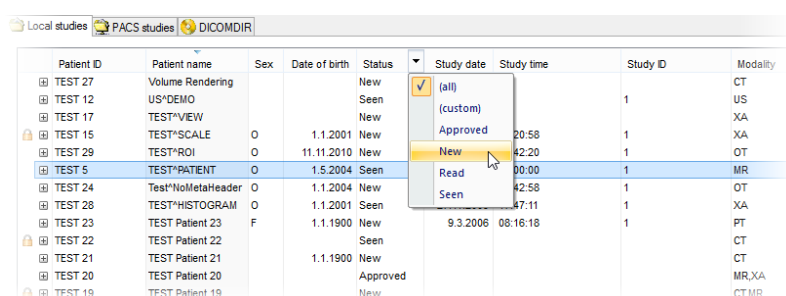 Local studies PACS studies DICOMDIR
Patient ID Patient name Sex Date of birth Status Study date Study time Study ID Modality
TEST 27 Volume Rendering New (all) CT
TEST 12 US^DEMO Seen (custom) 1 US
TEST 17 TEST^VIEW New Approved XA
TEST 15 TEST^SCALE O 1.1.2001 New 20:58 1 XA
TEST 29 TEST^ROI O 11.11.2010 New New 42:20 1 OT
TEST 5 TEST^PATIENT O 1.5.2004 Seen Read 00:00 1 MR
TEST 24 Test^NoMetaHeader O 1.1.2004 New Seen 42:58 1 OT
TEST 28 TEST^HISTOGRAM O 1.1.2001 Seen 47:11 1 XA
TEST 23 TEST Patient 23 F 1.1.1900 New 9.3.2006 08:16:18 1 PT
TEST 22 TEST Patient 22 Seen CT
TEST 21 TEST Patient 21 1.1.1900 New CT
TEST 20 TEST Patient 20 Approved MR,XA
TEST 19 TEST Patient 19 New CT,MR